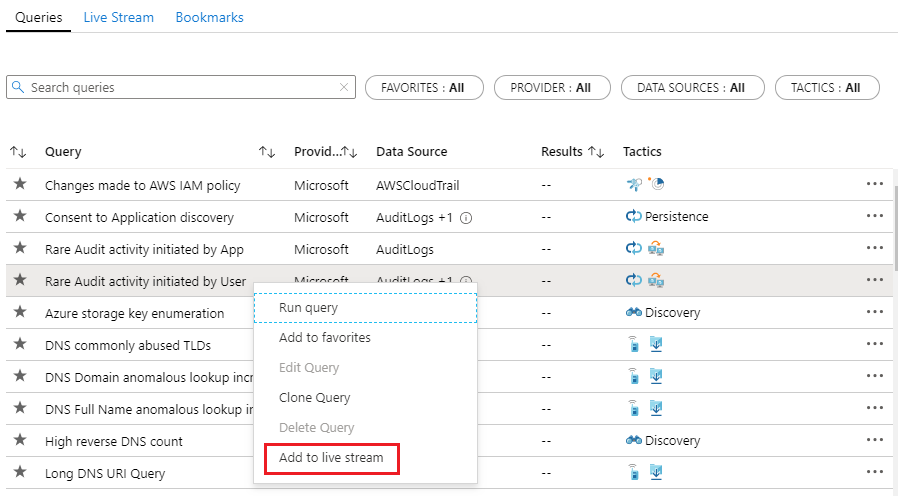 Queries Live Stream Bookmarks
Search queries FAVORITES : All PROVIDER : All DATA SOURCES : All TACTICS : All
Query Provid... Data Source Results Tactics
Changes made to AWS IAM policy Microsoft AWSCloudTrail -- ...
Consent to Application discovery Microsoft AuditLogs +1 -- Persistence ...
Rare Audit activity initiated by App Microsoft AuditLogs -- ...
Rare Audit activity initiated by User Microsoft AuditLogs +1 -- ...
Run query
Azure storage key enumeration -- Discovery ...
Add to favorites
DNS commonly abused TLDs -- ...
Edit Query
DNS Domain anomalous lookup incr -- ...
Clone Query
DNS Full Name anomalous lookup in -- ...
Delete Query
High reverse DNS count -- Discovery ...
Add to live stream
Long DNS URI Query -- ...